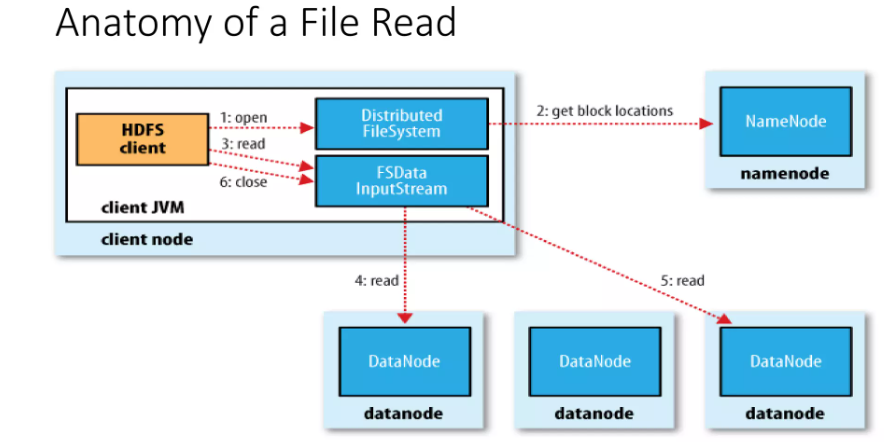 Anatomy of a File Read
HDFS
client
1: open
3: read
6: close
Distributed
FileSystem
FSData
InputStream
client JVM
client node
2: get block locations
NameNode
namenode
4: read
5: read
DataNode
datanode
DataNode
datanode
DataNode
datanode